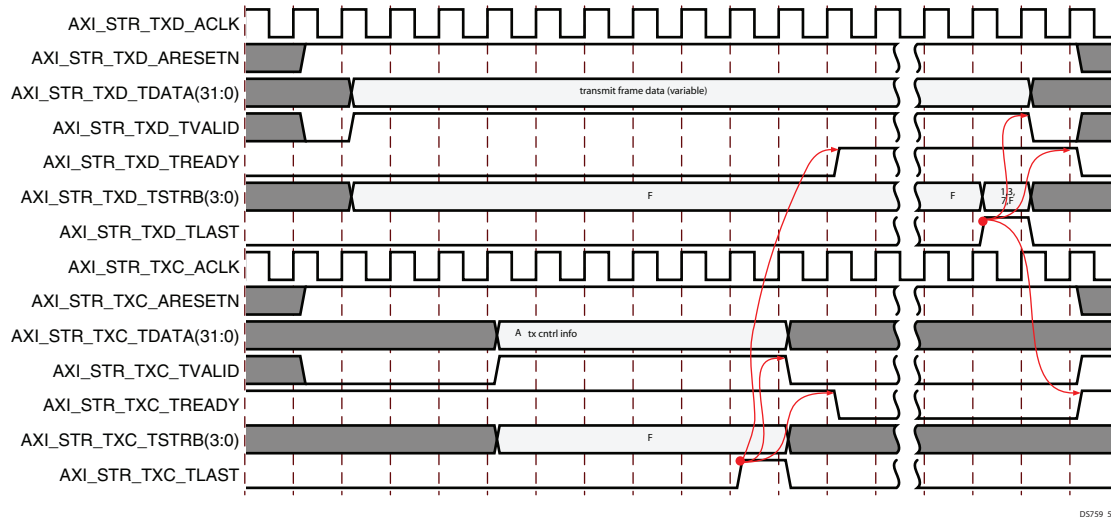 AXI_STR_TXD_ACLK
AXI_STR_TXD_ARESETN
AXI_STR_TXD_TDATA(31:0)
transmit frame data (variable)
AXI_STR_TXD_TVALID
AXI_STR_TXD_TREADY
AXI_STR_TXD_TSTRB(3:0)
F
F
1,3,
7,F
AXI_STR_TXD_TLAST
AXI_STR_TXC_ACLK
AXI_STR_TXC_ARESETN
AXI_STR_TXC_TDATA(31:0)
A tx cntrl info
AXI_STR_TXC_TVALID
AXI_STR_TXC_TREADY
AXI_STR_TXC_TSTRB(3:0)
F
AXI_STR_TXC_TLAST
DS759_5